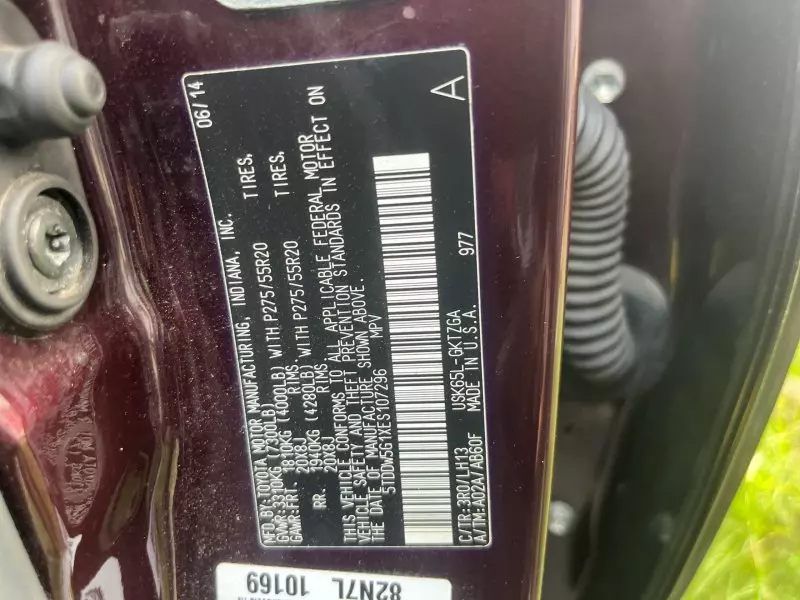 MFD.BY:TOYOTA MOTOR MANUFACTURING, INDIANA, INC. 06/14
GVWR:3310KG(7300LB)
GAWR:FRT. 1810KG (4000LB) WITH P275/55R20 TIRES,
20X8J RIMS
RR. 1940KG (4280LB) WITH P275/55R20 TIRES,
20X8J RIMS
THIS VEHICLE CONFORMS TO ALL APPLICABLE FEDERAL MOTOR
VEHICLE SAFETY AND THEFT PREVENTION STANDARDS IN EFFECT ON
THE DATE OF MANUFACTURE SHOWN ABOVE.
5TDDW5G1XES107296 MPV
A
C/TR:3R0/LH13 USK65L-GKTZGA 977
A/TM:A02A/AB60F MADE IN U.S.A.
82N7L
10169